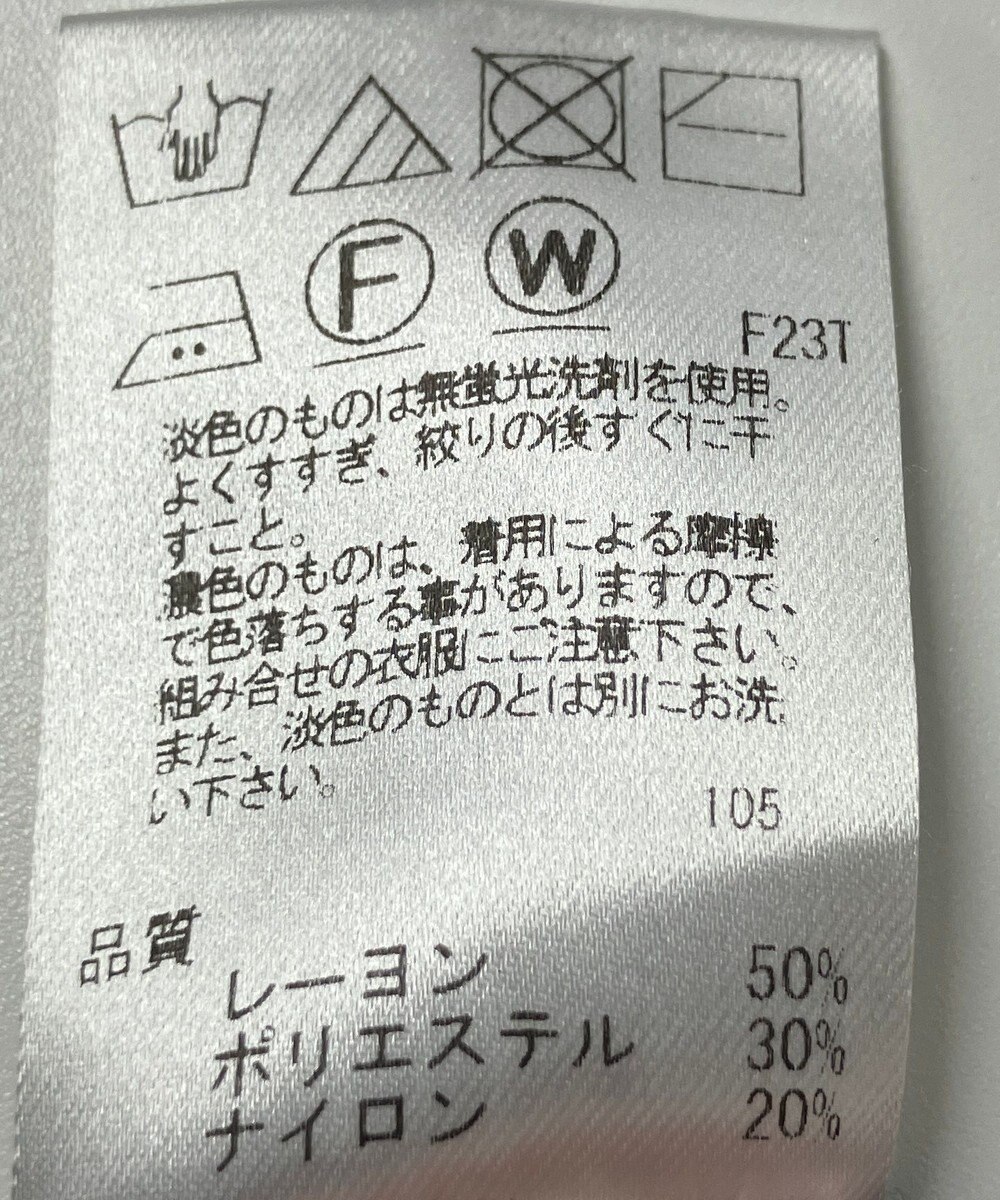 F
W
F23T
淡色のものは無蛍光洗剤を使用。
よくすすぎ、絞りの後すぐに干
すこと。
濃色のものは、着用による摩擦
で色落ちする事がありますので、
組み合せの衣服にご注意下さい。
また、淡色のものとは別にお洗
い下さい。
105
品質
レーヨン 50%
ポリエステル 30%
ナイロン 20%